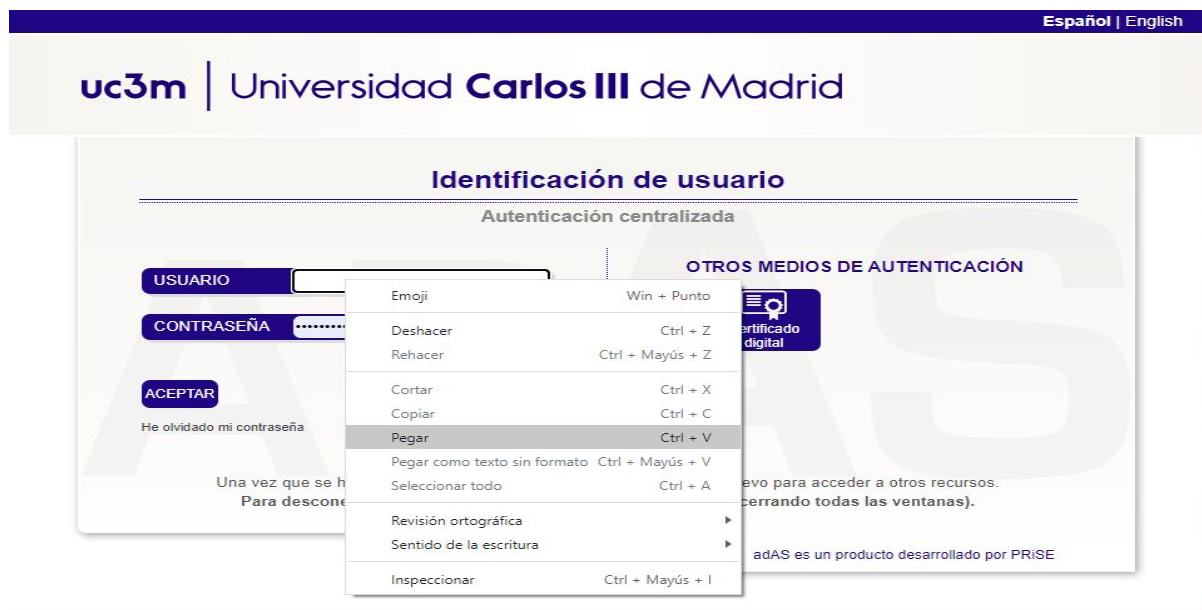 Español | English
uc3m | Universidad Carlos III de Madrid
Identificación de usuario
Autenticación centralizada
USUARIO
CONTRASEÑA
ACEPTAR
He olvidado mi contraseña
OTROS MEDIOS DE AUTENTICACIÓN
digital
Emoji Win + Punto
Deshacer Ctrl + Z
Rehacer Ctrl + Mayús + Z
Cortar Ctrl + X
Copiar Ctrl + C
Pegar Ctrl + V
Pegar como texto sin formato Ctrl + Mayús + V
Seleccionar todo Ctrl + A
Revisión ortográfica
Sentido de la escritura
Inspeccionar Ctrl + Mayús + I
Una vez que se para acceder a otros recursos.
Para cerrando todas las ventanas).
adAS es un producto desarrollado por PRiSE
ADAS